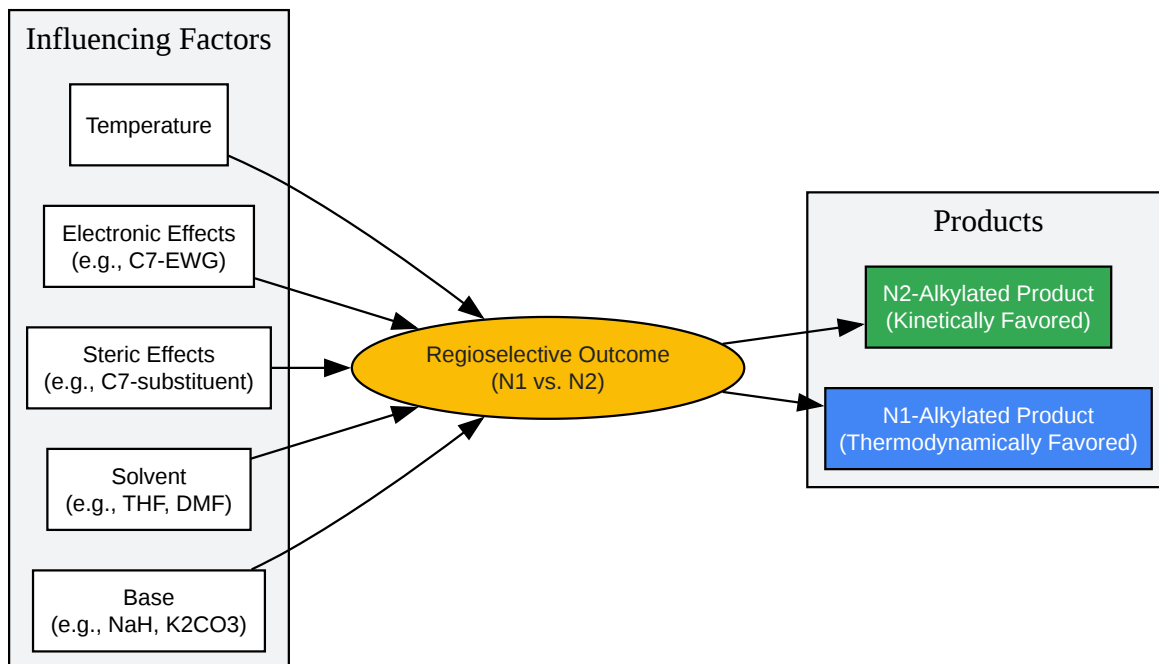 Influencing Factors
Temperature
Electronic Effects
(e.g., C7-EWG)
Steric Effects
(e.g., C7-substituent)
Solvent
(e.g., THF, DMF)
Base
(e.g., NaH, K2CO3)
Regioselective Outcome
(N1 vs. N2)
Products
N2-Alkylated Product
(Kinetically Favored)
N1-Alkylated Product
(Thermodynamically Favored)